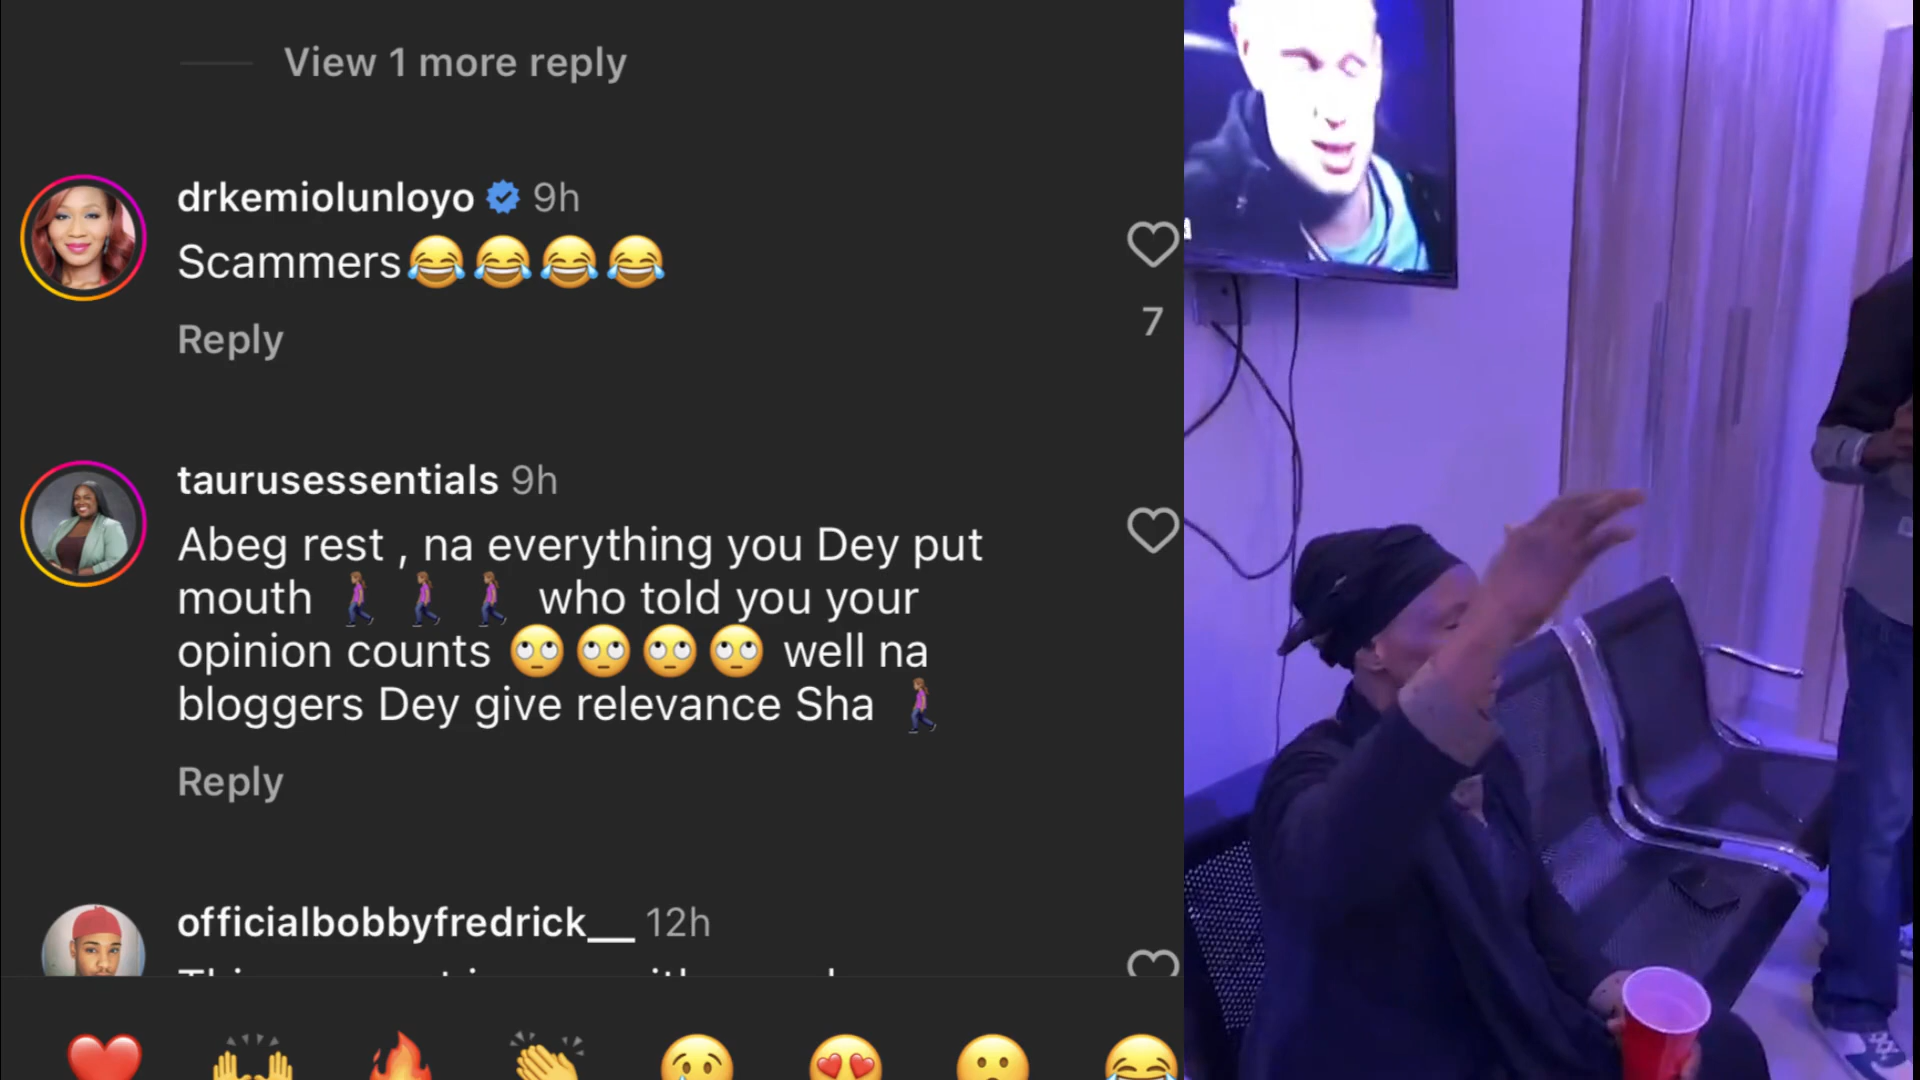 View 1 more reply
drkemiolunloyo 9h
Scammers😂😂😂😂
7
Reply
taurusessentials 9h
Abeg rest , na everything you Dey put
mouth 🚶🏽‍♀️ 🚶🏽‍♀️ 🚶🏽‍♀️ who told you your
opinion counts 🙄🙄🙄🙄 well na
bloggers Dey give relevance Sha 🚶🏽‍♀️
Reply
officialbobbyfredrick__ 12h